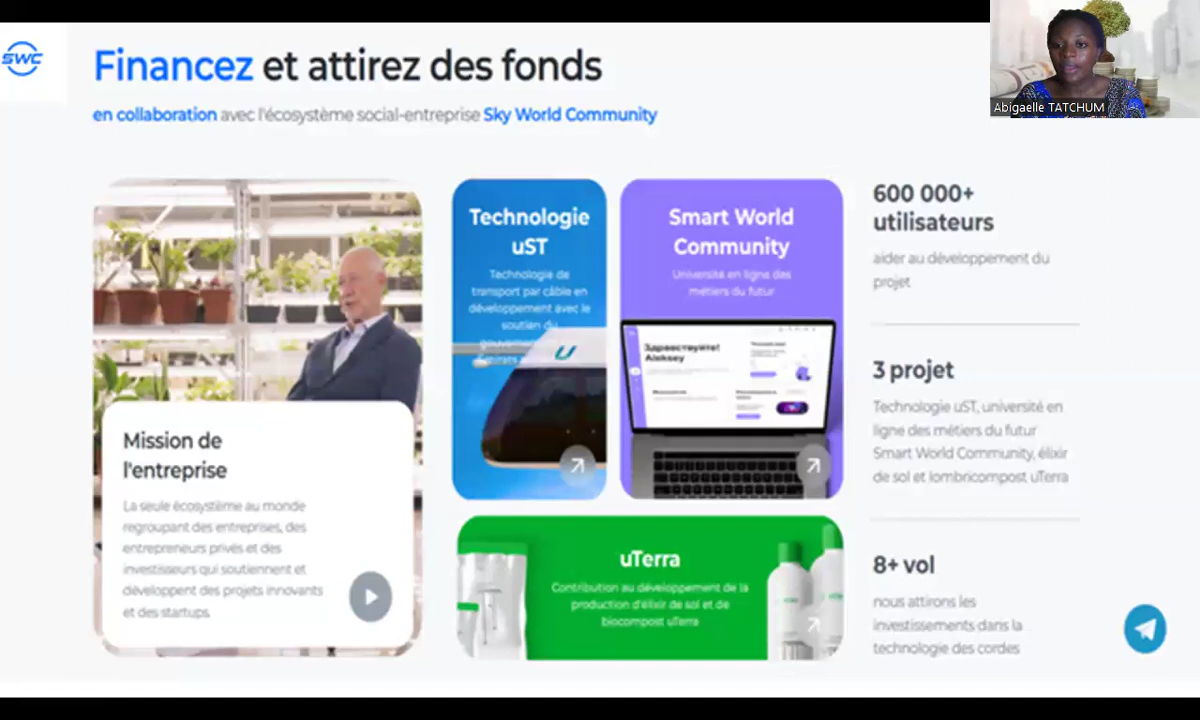 SWC
Financez et attirez des fonds
en collaboration avec l'écosystème social-entreprise Sky World Community
Abigaelle TATCHUM
Mission de
l'entreprise
La seule écosystème au monde
regroupant des entreprises, des
entrepreneurs privés et des
investisseurs qui soutiennent et
développent des projets innovants
et des startups.
Technologie
uST
Technologie de
transport par câble en
développement avec le
soutien du
Smart World
Community
Université en ligne des
métiers du futur
Здравствуйте!
Aleksey
uTerra
Contribution au développement de la
production d'élixir de sol et de
biocompost uTerra
600 000+
utilisateurs
aider au développement du
projet
3 projet
Technologie uST, université en
ligne des métiers du futur
Smart World Community, élixir
de sol et lombricompost uTerra
8+ vol
nous attirons les
investissements dans la
technologie des cordes